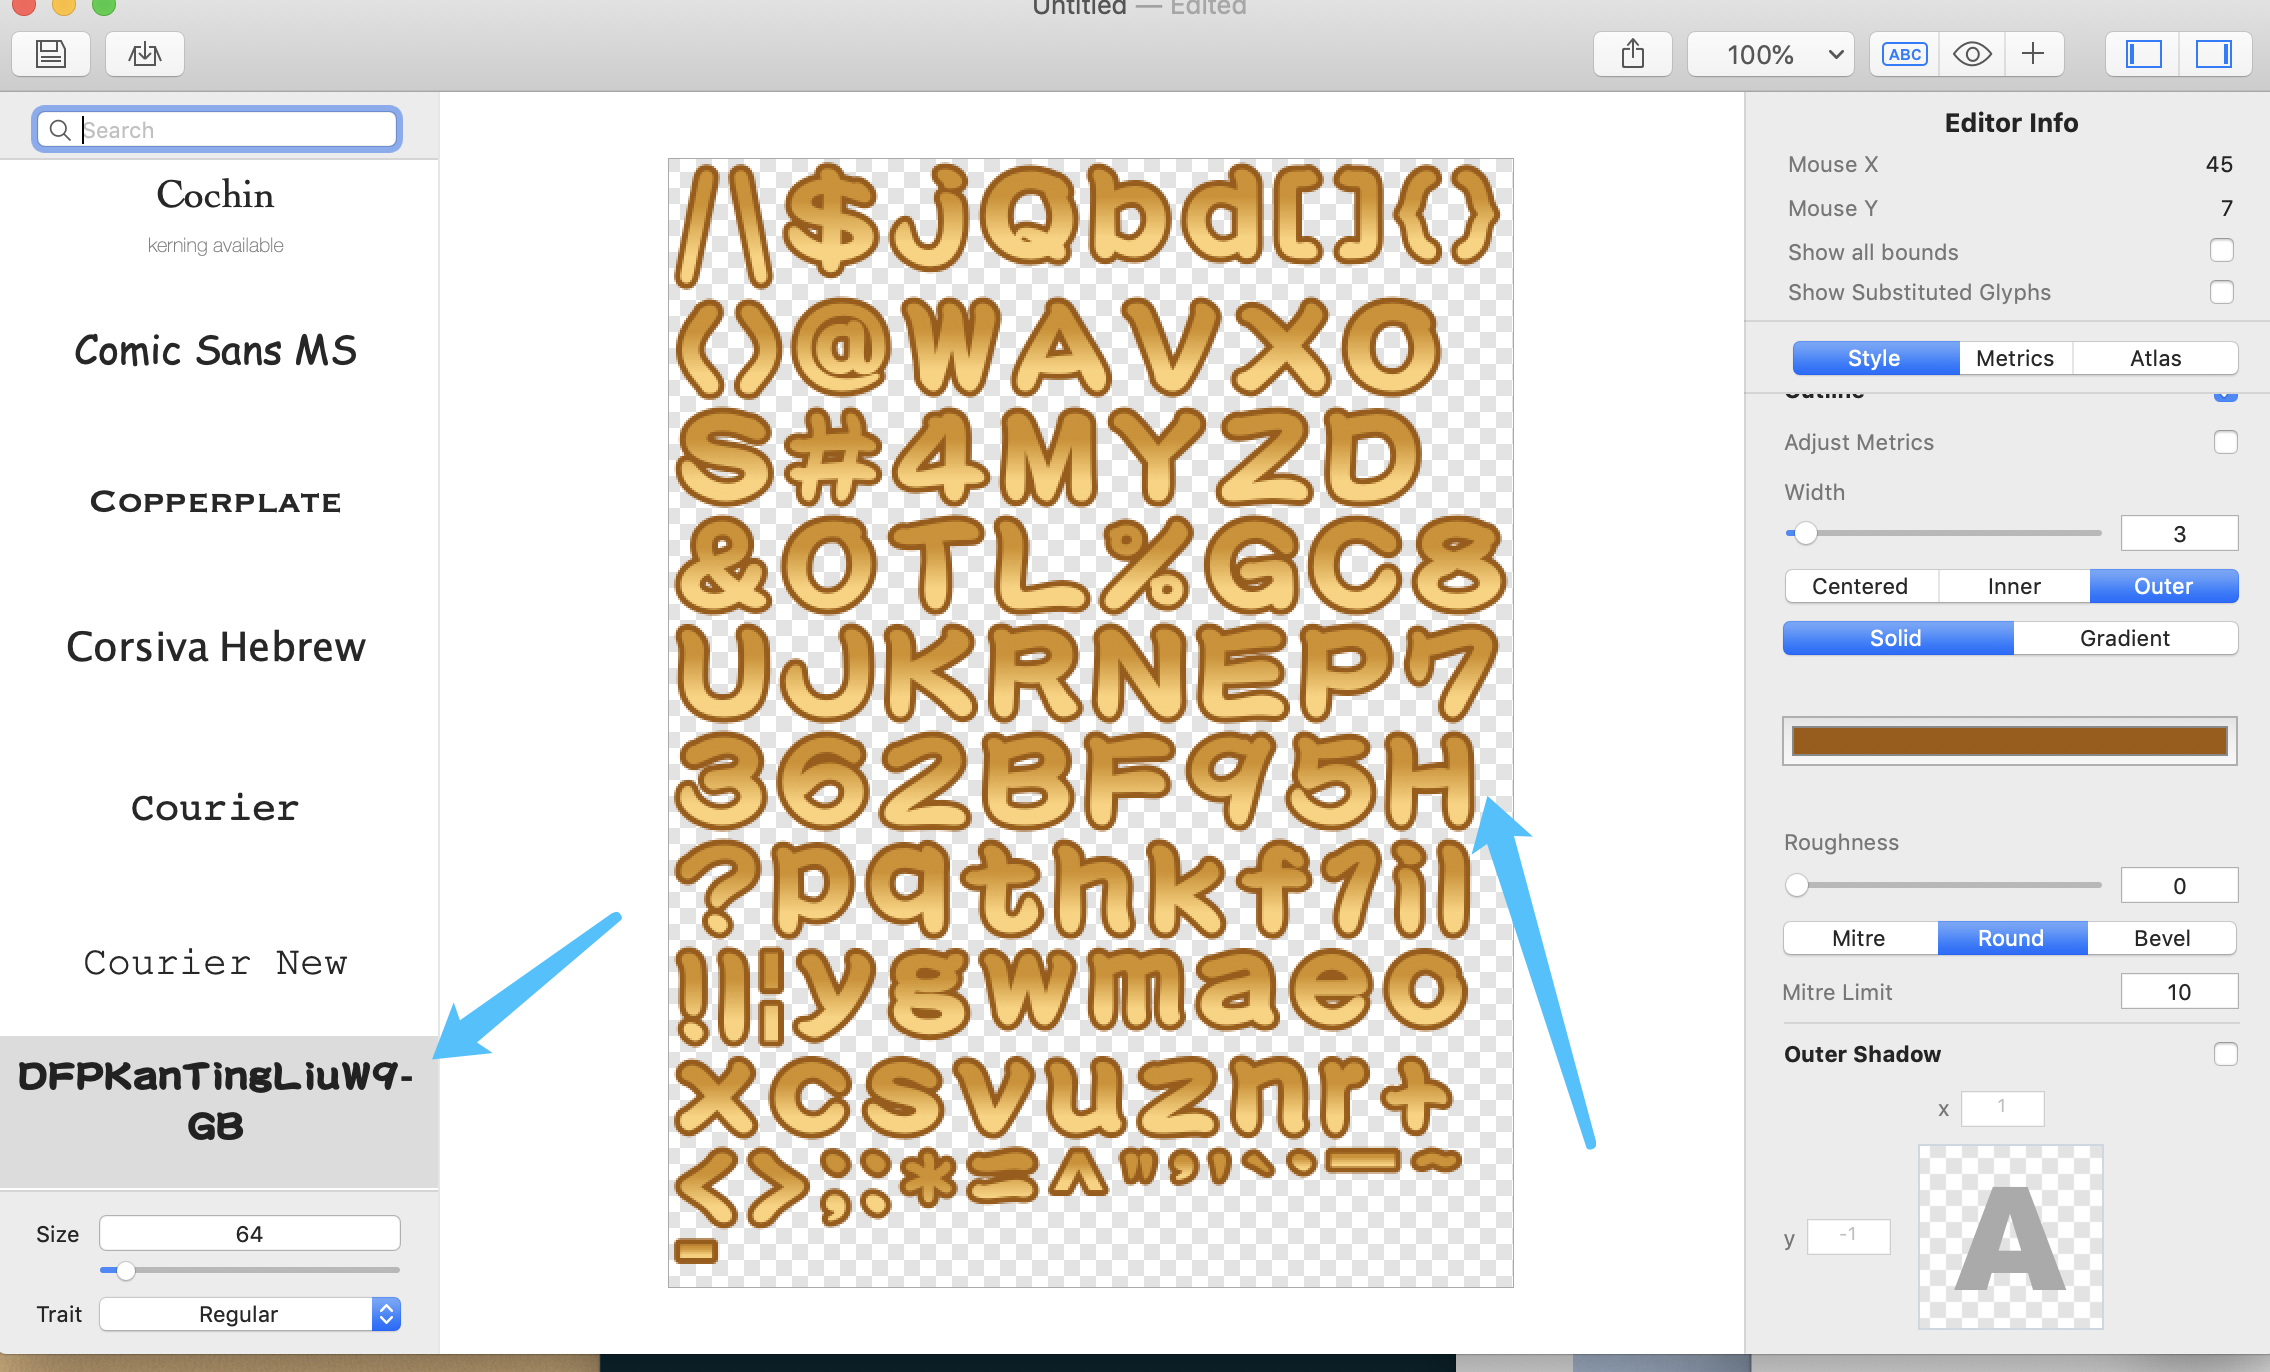 Untitled — Edited
100%
ABC
Search
Cochin
kerning available
Comic Sans MS
Copperplate
Corsiva Hebrew
Courier
Courier New
DFPKanTingLiuW9-
GB
Size 64
Trait Regular
/\$jQbd[]{}
()@WAVXO
S#4MYZD
&0TL%GC8
UJKRNEP7
362BF95H
?pqthkf1il
!|¦ygwmaeo
xcsvuznr+
<>;:*=^",'`._~
-
Editor Info
Mouse X 45
Mouse Y 7
Show all bounds
Show Substituted Glyphs
Style Metrics Atlas
Outline
Adjust Metrics
Width
3
Centered Inner Outer
Solid Gradient
Roughness
0
Mitre Round Bevel
Mitre Limit 10
Outer Shadow
x 1
y -1
A